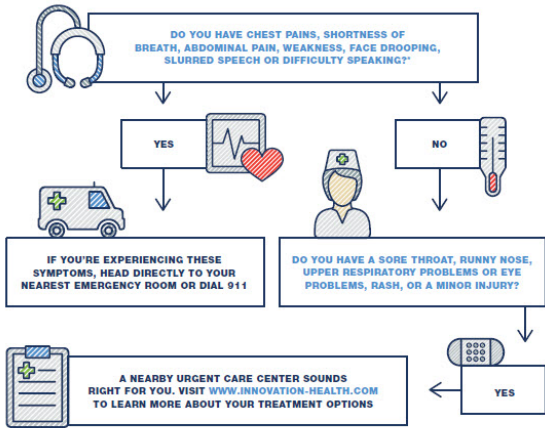 DO YOU HAVE CHEST PAINS, SHORTNESS OF
BREATH, ABDOMINAL PAIN, WEAKNESS, FACE DROOPING,
SLURRED SPEECH OR DIFFICULTY SPEAKING?*
YES
NO
IF YOU'RE EXPERIENCING THESE
SYMPTOMS, HEAD DIRECTLY TO YOUR
NEAREST EMERGENCY ROOM OR DIAL 911
DO YOU HAVE A SORE THROAT, RUNNY NOSE,
UPPER RESPIRATORY PROBLEMS OR EYE
PROBLEMS, RASH, OR A MINOR INJURY?
YES
A NEARBY URGENT CARE CENTER SOUNDS
RIGHT FOR YOU. VISIT WWW.INNOVATION-HEALTH.COM
TO LEARN MORE ABOUT YOUR TREATMENT OPTIONS